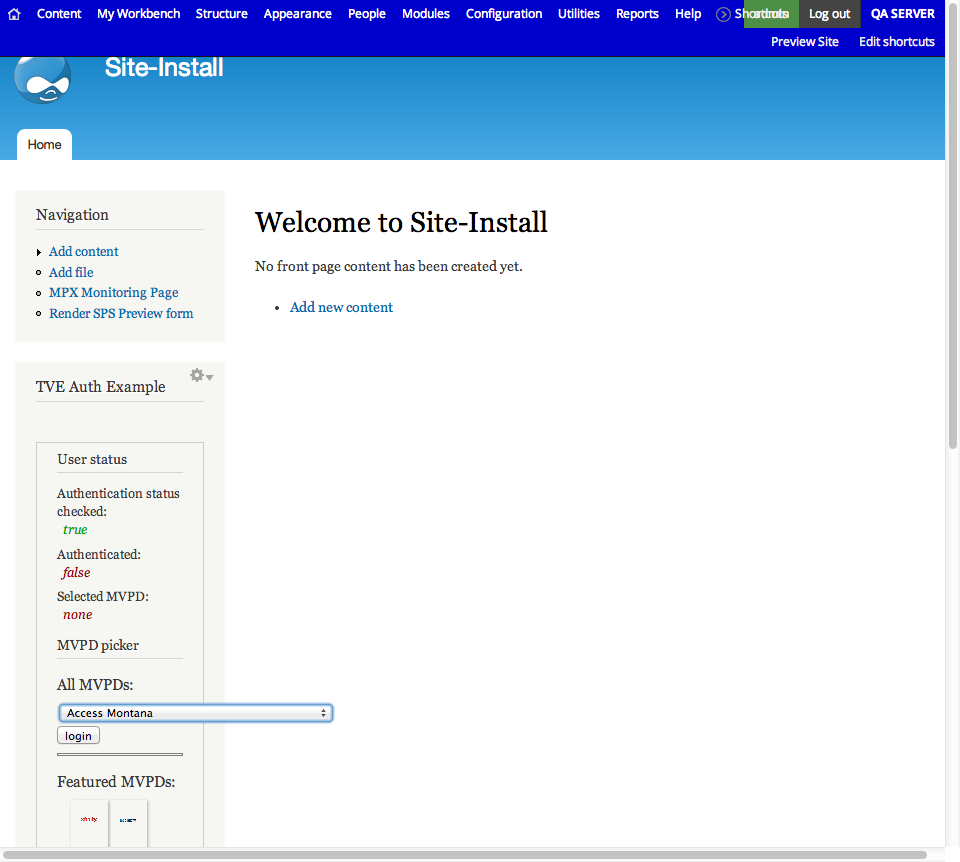 Content My Workbench Structure Appearance People Modules Configuration Utilities Reports Help Shortcuts Log out QA SERVER
Preview Site Edit shortcuts
Site-Install
Home
Navigation
Add content
Add file
MPX Monitoring Page
Render SPS Preview form
Welcome to Site-Install
No front page content has been created yet.
Add new content
TVE Auth Example
User status
Authentication status
checked:
true
Authenticated:
false
Selected MVPD:
none
MVPD picker
All MVPDs:
Access Montana
login
Featured MVPDs:
xfinity